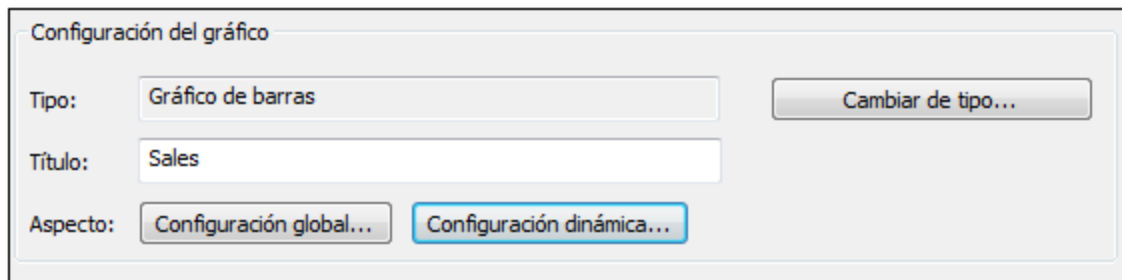 Configuración del gráfico
Tipo: Gráfico de barras Cambiar de tipo...
Título: Sales
Aspecto: Configuración global... Configuración dinámica...